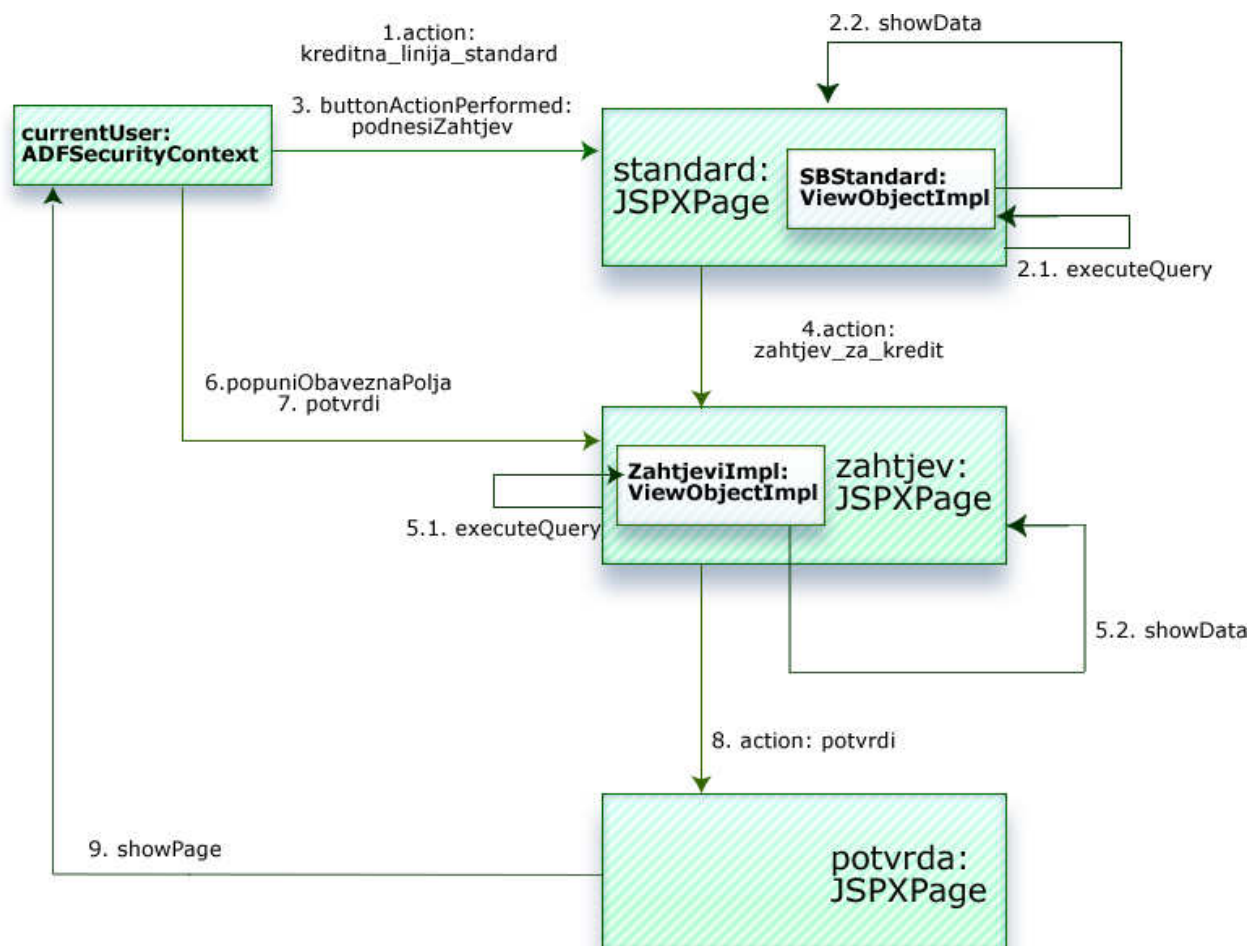 1.action:
kreditna_linija_standard
2.2. showData
3. buttonActionPerformed:
podnesiZahtjev
currentUser:
ADFSecurityContext
standard:
JSPXPage
SBStandard:
ViewObjectImpl
2.1. executeQuery
4.action:
zahtjev_za_kredit
6.popuniObaveznaPolja
7. potvrdi
ZahtjeviImpl:
ViewObjectImpl
zahtjev:
JSPXPage
5.1. executeQuery
5.2. showData
8. action: potvrdi
9. showPage
potvrda:
JSPXPage